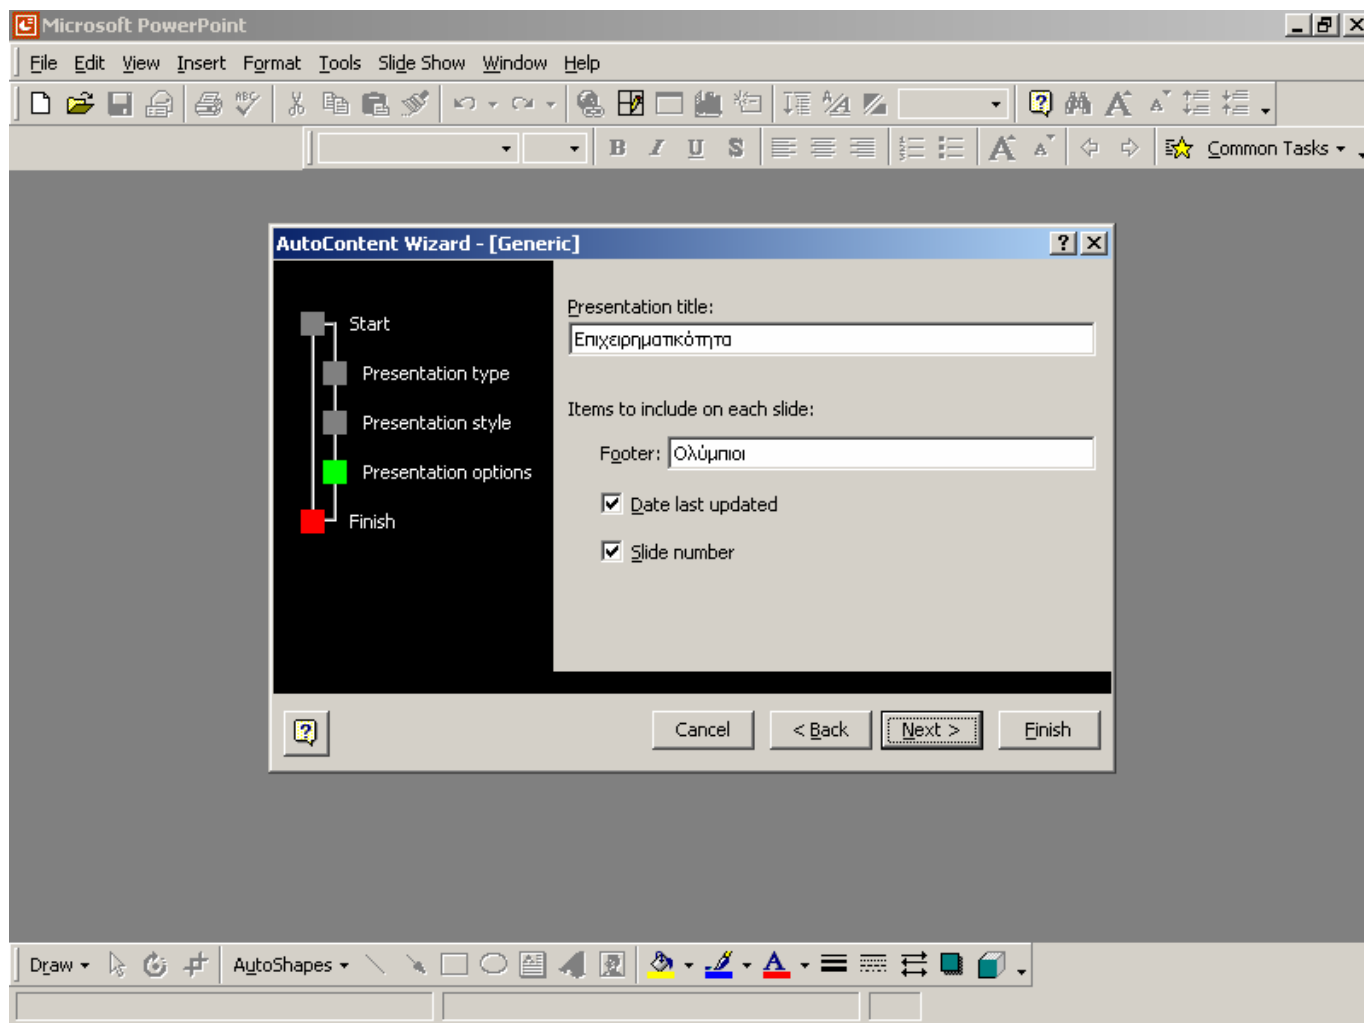 Microsoft PowerPoint
File Edit View Insert Format Tools Slide Show Window Help
ABC
B I U S Common Tasks
AutoContent Wizard - [Generic]
Start
Presentation type
Presentation style
Presentation options
Finish
Presentation title:
Επιχειρηματικότητα
Items to include on each slide:
Footer: Ολύμπιοι
Date last updated
Slide number
Cancel < Back Next > Finish
Draw AutoShapes